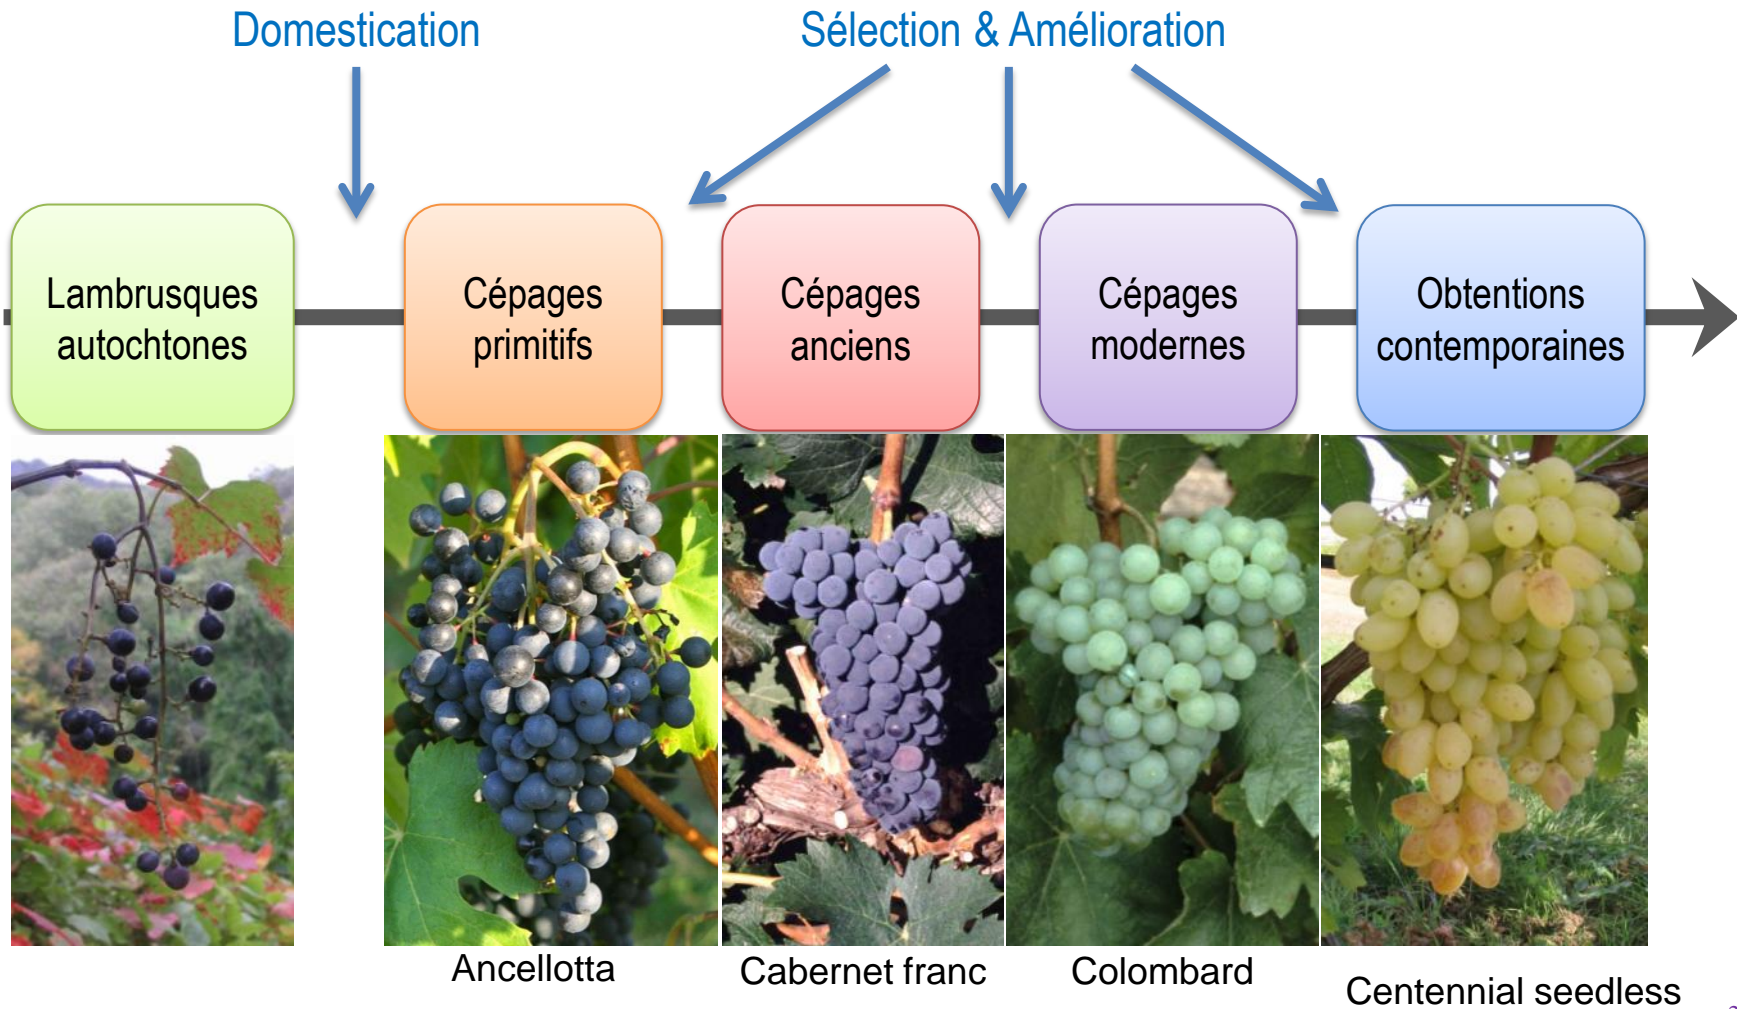 Domestication
Sélection & Amélioration
Lambrusques
autochtones
Cépages
primitifs
Cépages
anciens
Cépages
modernes
Obtentions
contemporaines
Ancellotta
Cabernet franc
Colombard
Centennial seedless